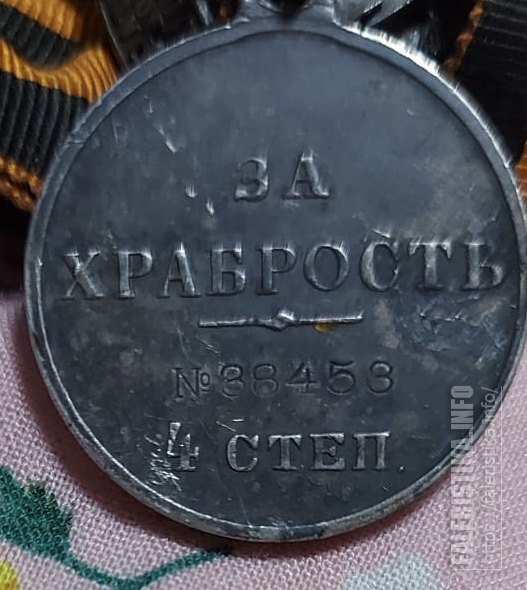 ЗА
ХРАБРОСТЬ
№38453
4 СТЕП.
FALERISTIKA.INFO